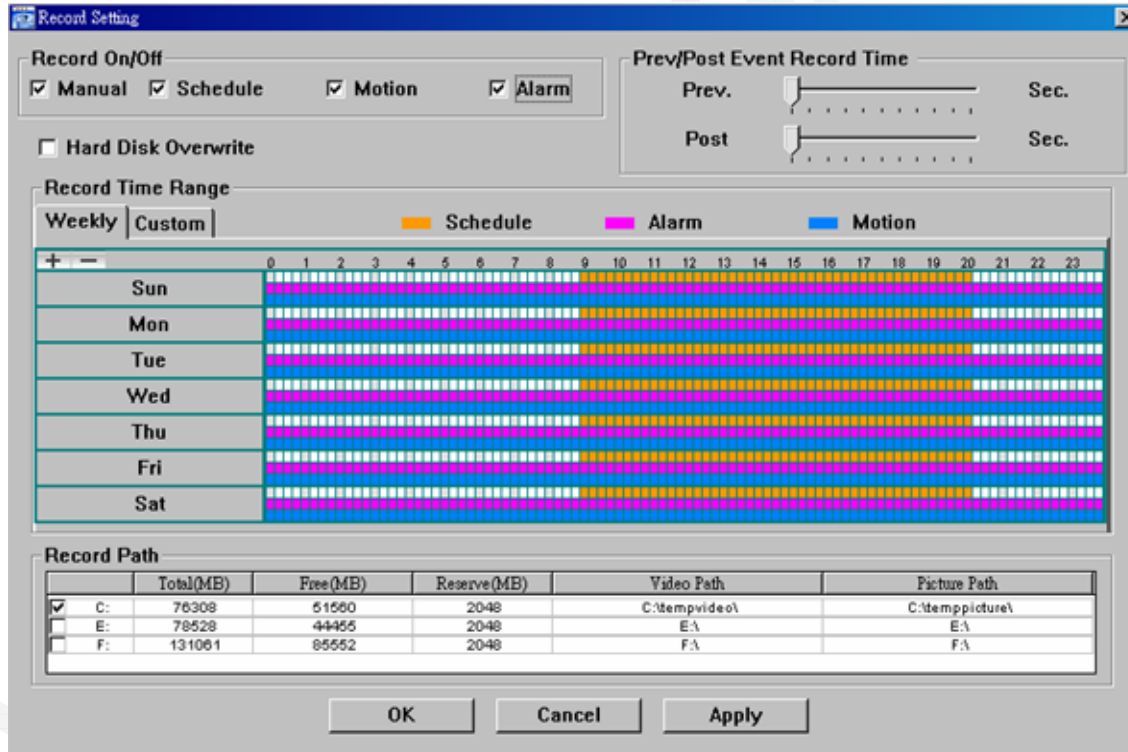 Record Setting
Record On/Off
Manual Schedule Motion Alarm
Hard Disk Overwrite
Prev/Post Event Record Time
Prev. Sec.
Post Sec.
Record Time Range
Weekly Custom Schedule Alarm Motion
+ − 0 1 2 3 4 5 6 7 8 9 10 11 12 13 14 15 16 17 18 19 20 21 22 23
Sun
Mon
Tue
Wed
Thu
Fri
Sat
Record Path
Total(MB) Free(MB) Reserve(MB) Video Path Picture Path
C: 76308 51560 2048 C:\tempvideo\ C:\temppicture\
E: 78528 44455 2048 E:\ E:\
F: 131061 85552 2048 F:\ F:\
OK Cancel Apply